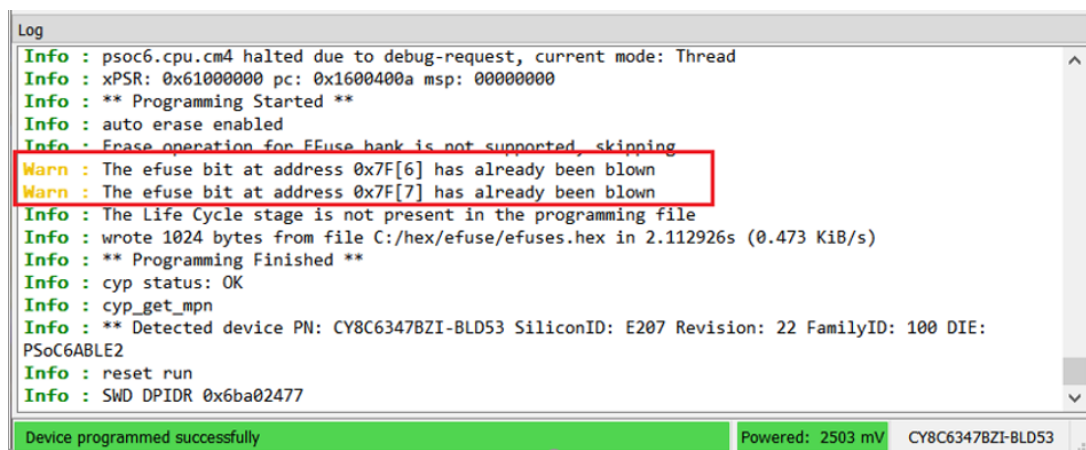 Log
Info : psoc6.cpu.cm4 halted due to debug-request, current mode: Thread
Info : xPSR: 0x61000000 pc: 0x1600400a msp: 00000000
Info : ** Programming Started **
Info : auto erase enabled
Info : Erase operation for EFuse bank is not supported, skipping
Warn : The efuse bit at address 0x7F[6] has already been blown
Warn : The efuse bit at address 0x7F[7] has already been blown
Info : The Life Cycle stage is not present in the programming file
Info : wrote 1024 bytes from file C:/hex/efuse/efuses.hex in 2.112926s (0.473 KiB/s)
Info : ** Programming Finished **
Info : cyp status: OK
Info : cyp_get_mpn
Info : ** Detected device PN: CY8C6347BZI-BLD53 SiliconID: E207 Revision: 22 FamilyID: 100 DIE:
PSoC6ABLE2
Info : reset run
Info : SWD DPIDR 0x6ba02477
Device programmed successfully Powered: 2503 mV CY8C6347BZI-BLD53